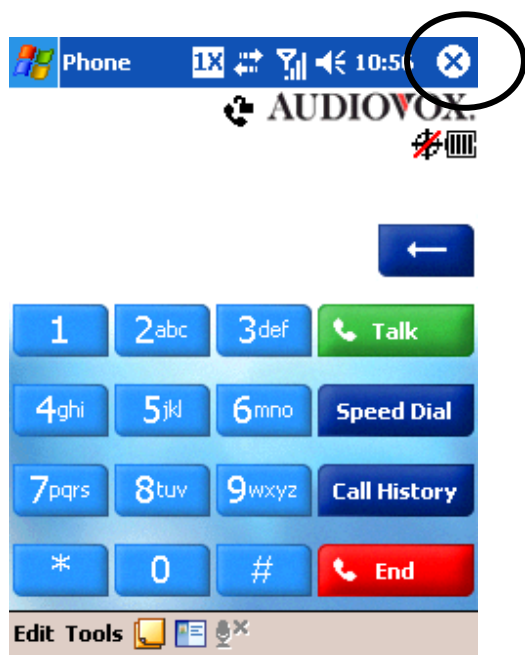 Phone 1X 10:56
AUDIOVOX.
1 2abc 3def Talk
4ghi 5jkl 6mno Speed Dial
7pqrs 8tuv 9wxyz Call History
* 0 # End
Edit Tools